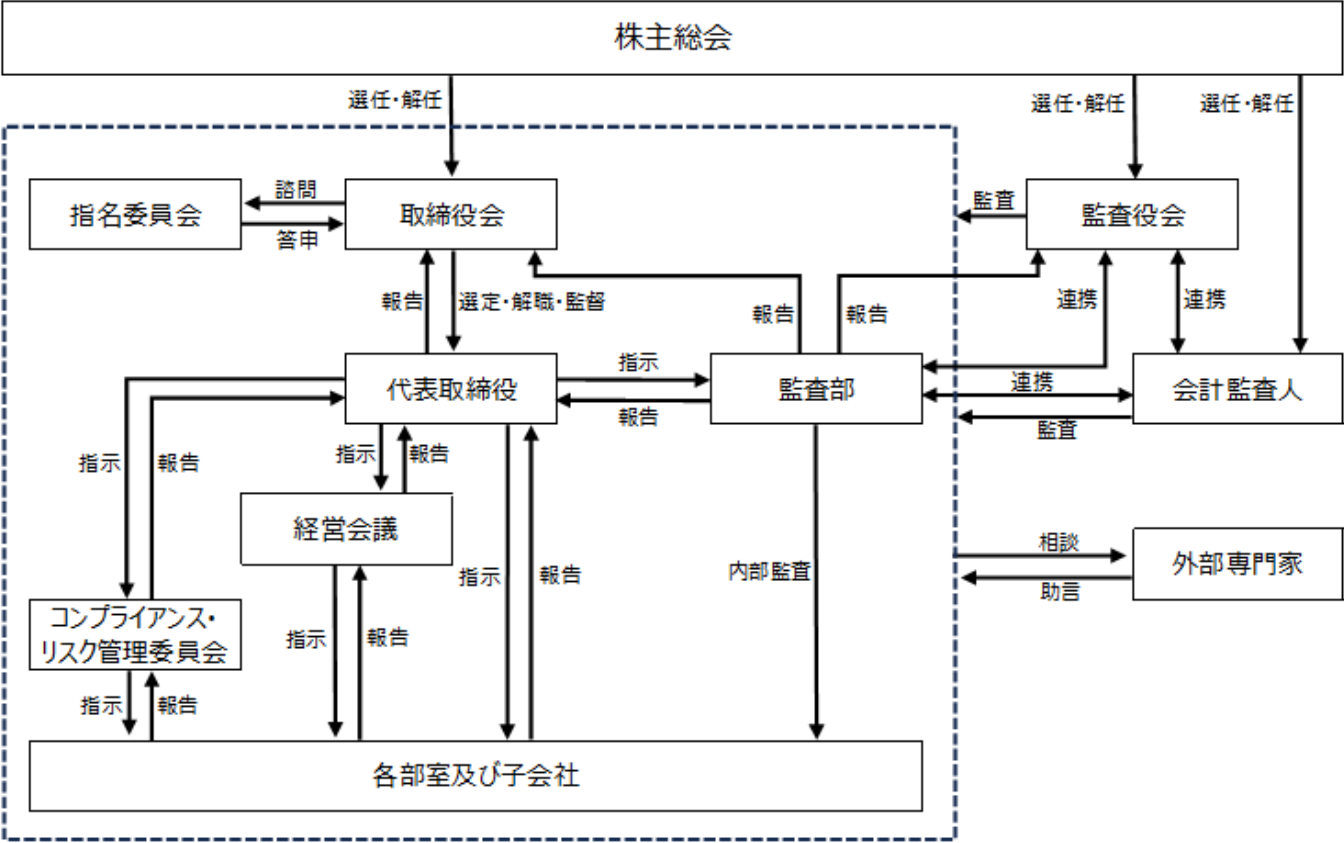 株主総会
選任・解任
選任・解任
選任・解任
指名委員会
諮問
答申
取締役会
監査
監査役会
報告
選定・解職・監督
報告
報告
連携
連携
代表取締役
指示
報告
監査部
連携
監査
会計監査人
指示
報告
指示
報告
経営会議
相談
助言
外部専門家
指示
報告
内部監査
コンプライアンス・
リスク管理委員会
指示
報告
指示
報告
各部室及び子会社